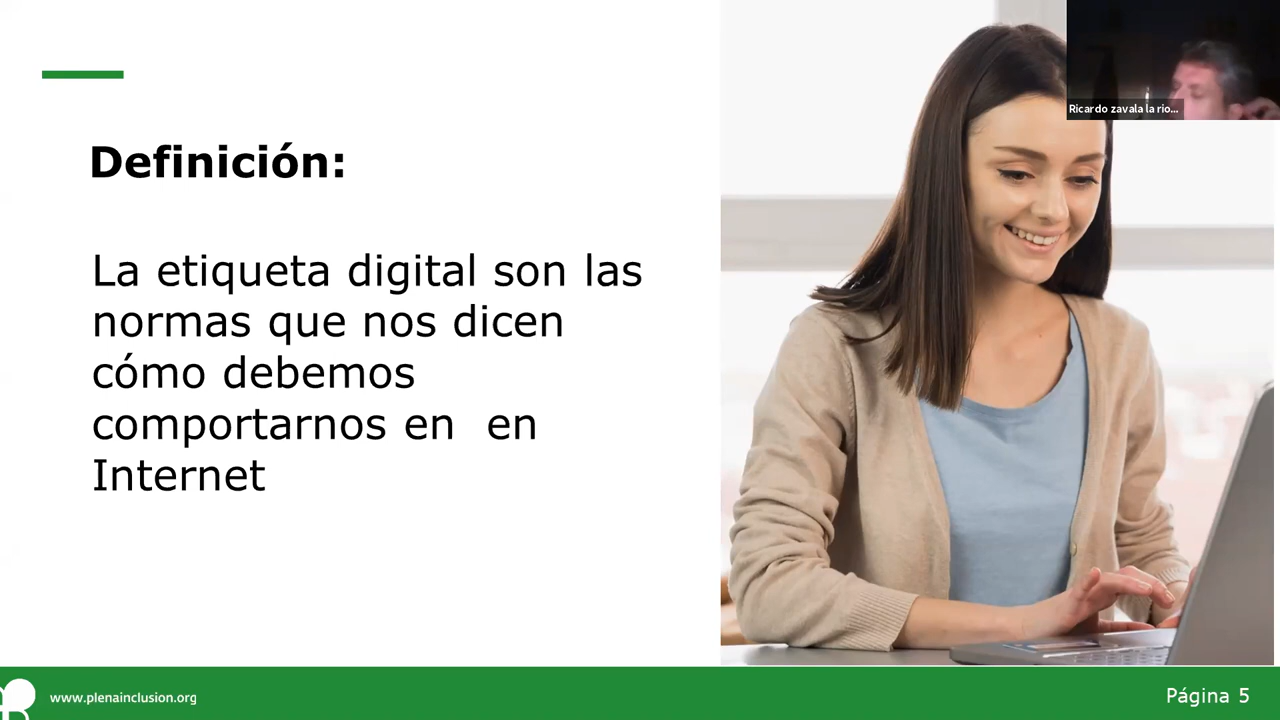 Definición:
La etiqueta digital son las
normas que nos dicen
cómo debemos
comportarnos en  en
Internet
Ricardo zavala la rio...
www.plenainclusion.org
Página 5